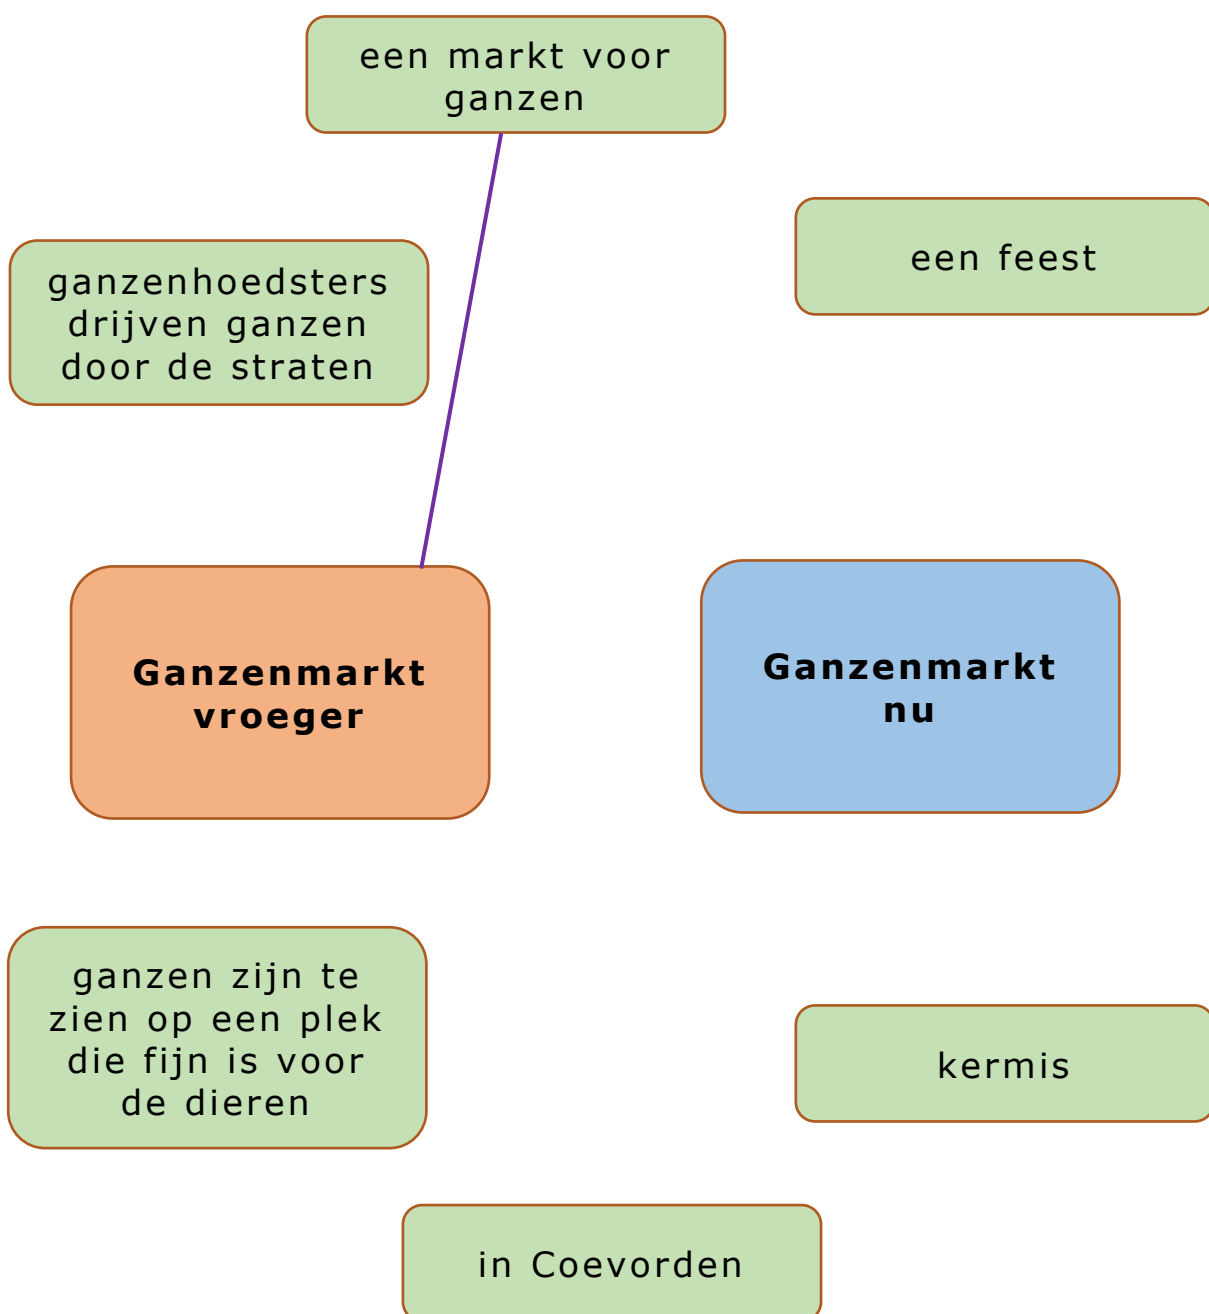 een markt voor
ganzen
een feest
ganzenhoedsters
drijven ganzen
door de straten
Ganzenmarkt
vroeger
Ganzenmarkt
nu
ganzen zijn te
zien op een plek
die fijn is voor
de dieren
kermis
in Coevorden